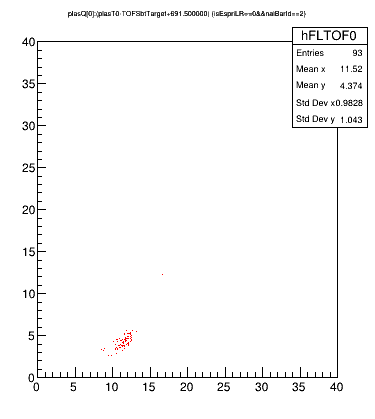 plasQ[0]:(plasT0-TOFSbtTarget+691.500000) {isEspriLR==0&&naiBarId==2}
hFLTOF0
Entries 93
Mean x 11.52
Mean y 4.374
Std Dev x0.9828
Std Dev y 1.043
40
35
30
25
20
15
10
5
0
0 5 10 15 20 25 30 35 40